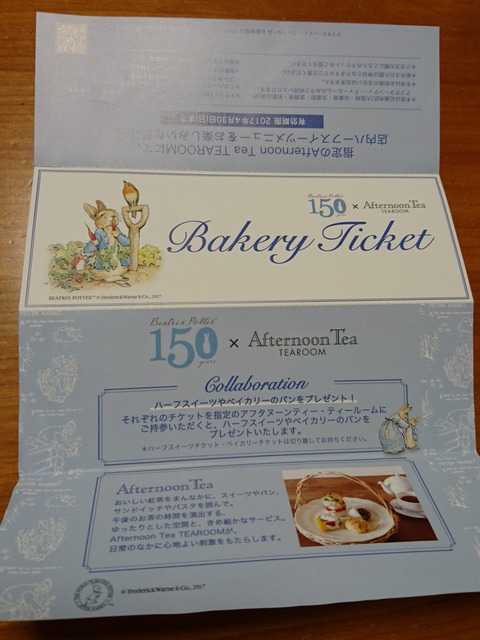 指定のAfternoon Tea TEAROOMにて、
店内ハーフスイーツメニューをお楽しみいただ
有効期限 2017年4月30日(日)まで
Beatrix Potter
150 years × Afternoon Tea
TEAROOM
Bakery Ticket
BEATRIX POTTER™ © Frederick Warne & Co., 2017
Beatrix Potter
150 years × Afternoon Tea
TEAROOM
Collaboration
ハーフスイーツやベイカリーのパンをプレゼント!
それぞれのチケットを指定のアフタヌーンティー・ティールームに
ご持参いただくと、ハーフスイーツやベイカリーのパンを
プレゼントいたします。
※ハーフスイーツチケット・ベイカリーチケットは切り離してお持ちください。
Afternoon Tea
おいしい紅茶をまんなかに、スイーツやパン、
サンドイッチやパスタを囲んで。
午後のお茶の時間を演出する、
ゆったりとした空間と、きめ細かなサービス。
Afternoon Tea TEAROOMが、
日常のなかに心地よい刺激をもたらします。
© Frederick Warne & Co., 2017